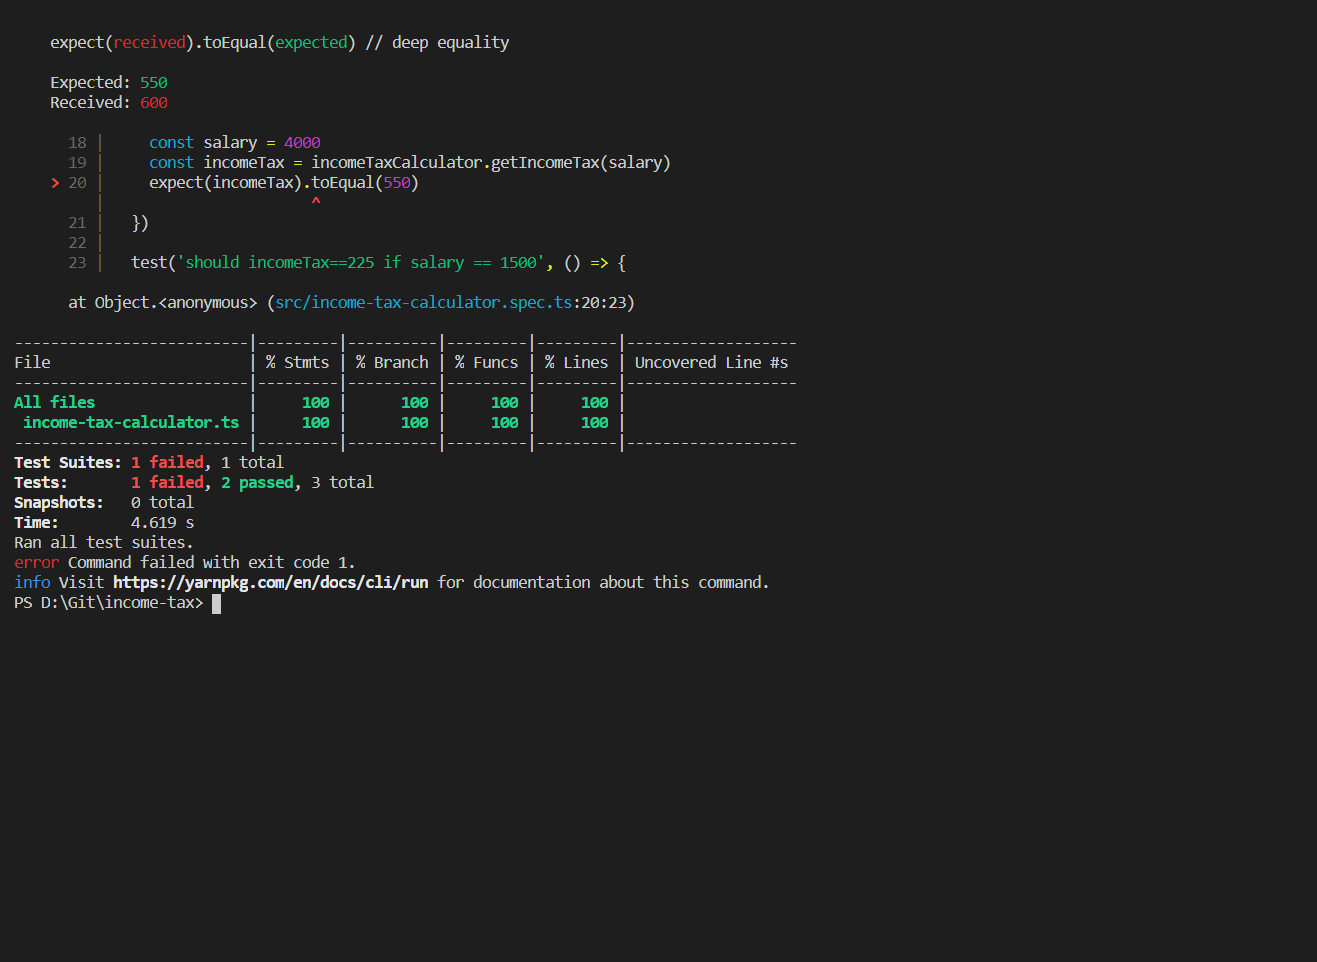 expect(received).toEqual(expected) // deep equality
Expected: 550
Received: 600
18 |     const salary = 4000
19 |     const incomeTax = incomeTaxCalculator.getIncomeTax(salary)
> 20 |     expect(incomeTax).toEqual(550)
|                       ^
21 |   })
22 |
23 |   test('should incomeTax==225 if salary == 1500', () => {
at Object.<anonymous> (src/income-tax-calculator.spec.ts:20:23)
--------------------------|---------|----------|---------|---------|-------------------
File                      | % Stmts | % Branch | % Funcs | % Lines | Uncovered Line #s
--------------------------|---------|----------|---------|---------|-------------------
All files                 |     100 |      100 |     100 |     100 |
 income-tax-calculator.ts |     100 |      100 |     100 |     100 |
--------------------------|---------|----------|---------|---------|-------------------
Test Suites: 1 failed, 1 total
Tests:       1 failed, 2 passed, 3 total
Snapshots:   0 total
Time:        4.619 s
Ran all test suites.
error Command failed with exit code 1.
info Visit https://yarnpkg.com/en/docs/cli/run for documentation about this command.
PS D:\Git\income-tax>